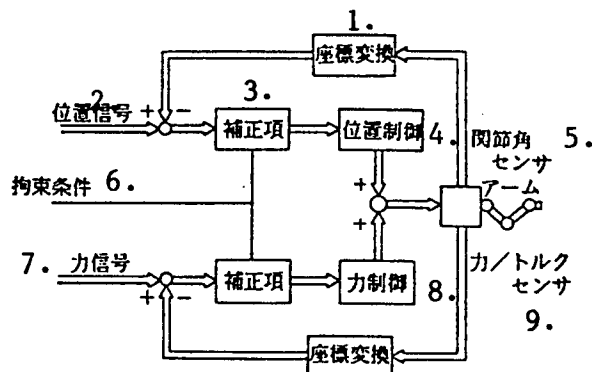 1.
座標変換
2.
位置信号
+
−
3.
補正項
位置制御
4.
関節角
センサ
5.
アーム
拘束条件
6.
+
+
7.
力信号
+
−
補正項
力制御
8.
力/トルク
センサ
9.
座標変換